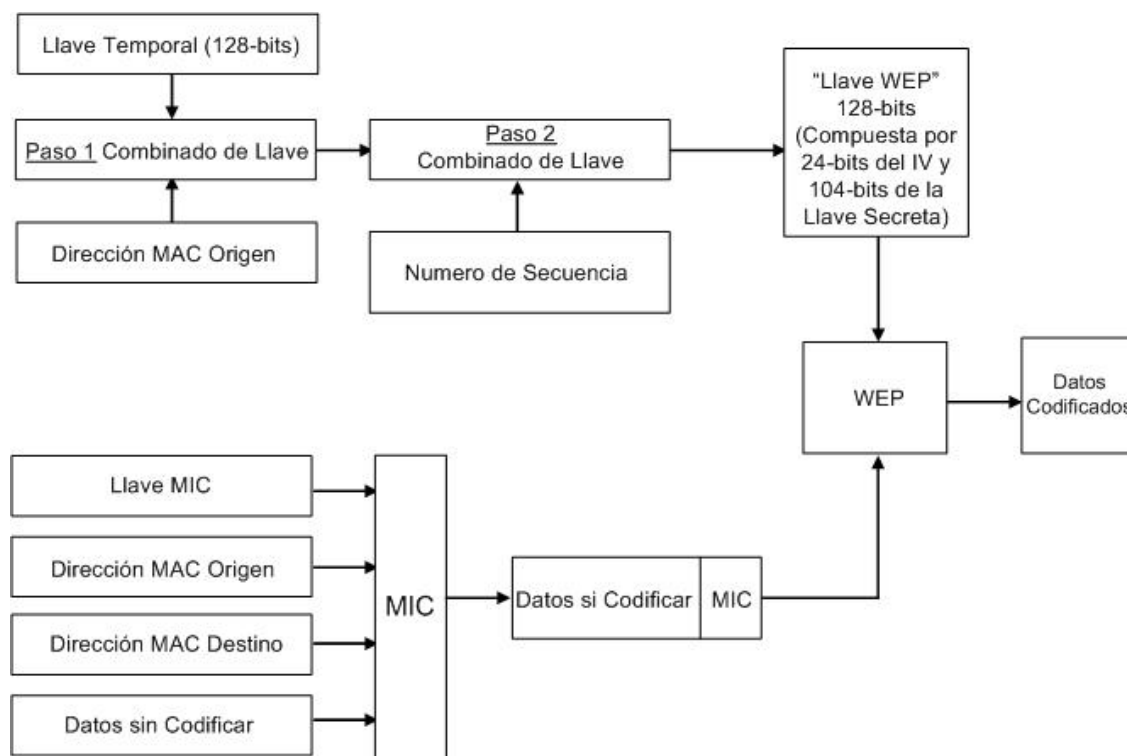 Llave Temporal (128-bits)
Paso 1 Combinado de Llave
Dirección MAC Origen
Paso 2
Combinado de Llave
Numero de Secuencia
“Llave WEP”
128-bits
(Compuesta por
24-bits del IV y
104-bits de la
Llave Secreta)
WEP
Datos
Codificados
Llave MIC
Dirección MAC Origen
Dirección MAC Destino
Datos sin Codificar
MIC
Datos si Codificar
MIC